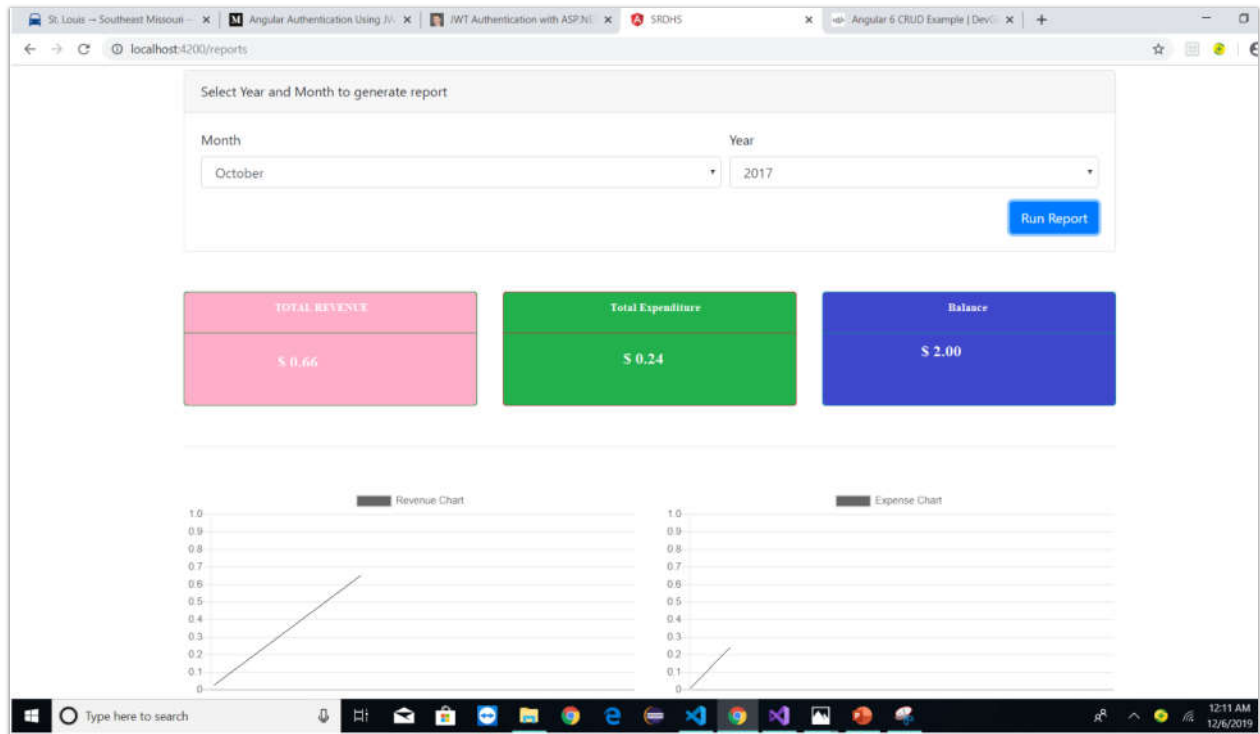 St. Louis -- Southeast Missouri -
Angular Authentication Using JW
JWT Authentication with ASP.NE
SRDHS
Angular 6 CRUD Example | DevG
localhost:4200/reports
Select Year and Month to generate report
Month
Year
October
2017
Run Report
TOTAL REVENUE
Total Expenditure
Balance
$ 0.66
$ 0.24
$ 2.00
Revenue Chart
Expense Chart
1.0
0.9
0.8
0.7
0.6
0.5
0.4
0.3
0.2
0.1
0
1.0
0.9
0.8
0.7
0.6
0.5
0.4
0.3
0.2
0.1
0
Type here to search
12:11 AM
12/6/2019